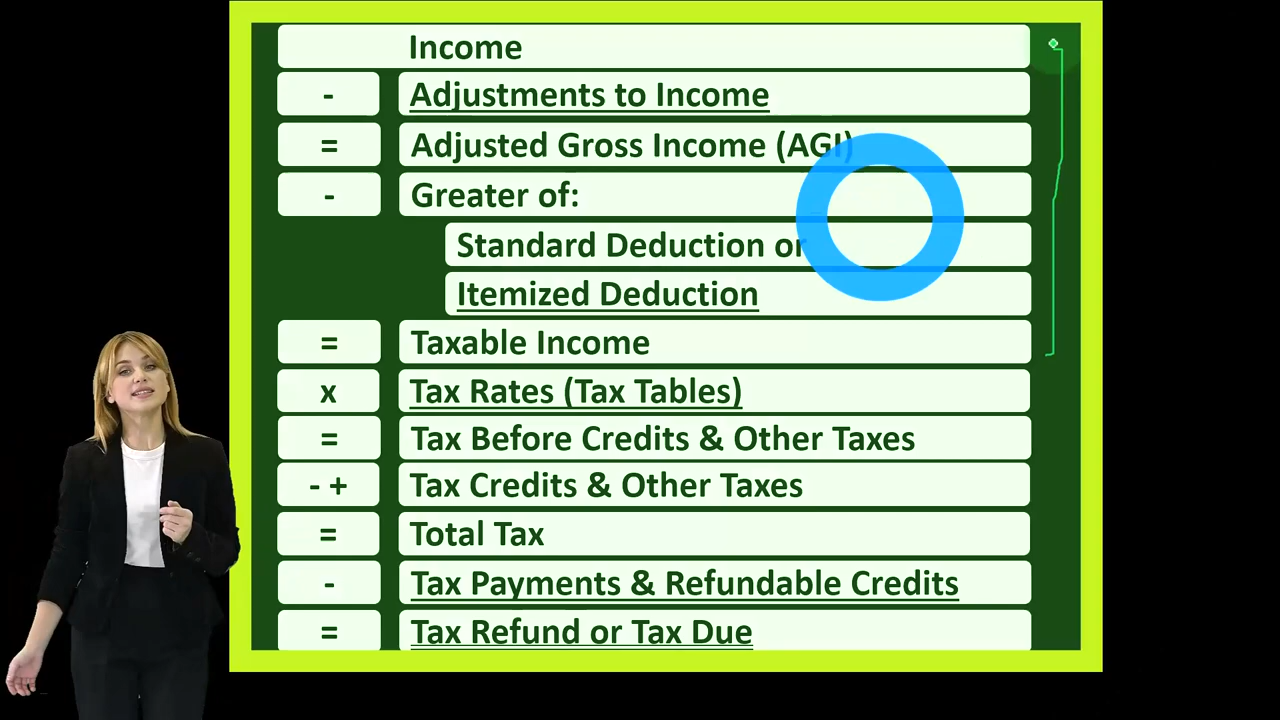 Income
- Adjustments to Income
= Adjusted Gross Income (AGI)
- Greater of:
Standard Deduction or
Itemized Deduction
= Taxable Income
x Tax Rates (Tax Tables)
= Tax Before Credits & Other Taxes
- + Tax Credits & Other Taxes
= Total Tax
- Tax Payments & Refundable Credits
= Tax Refund or Tax Due